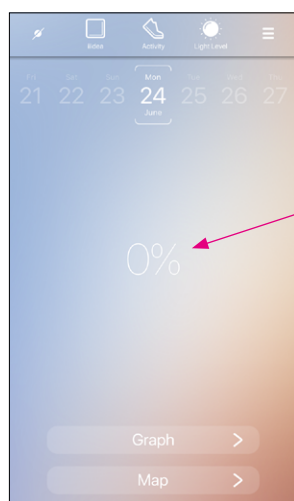 Activity Light Level
Fri Sat Sun Mon Tue Wed Thu
21 22 23 24 25 26 27
June
0%
Graph
Map